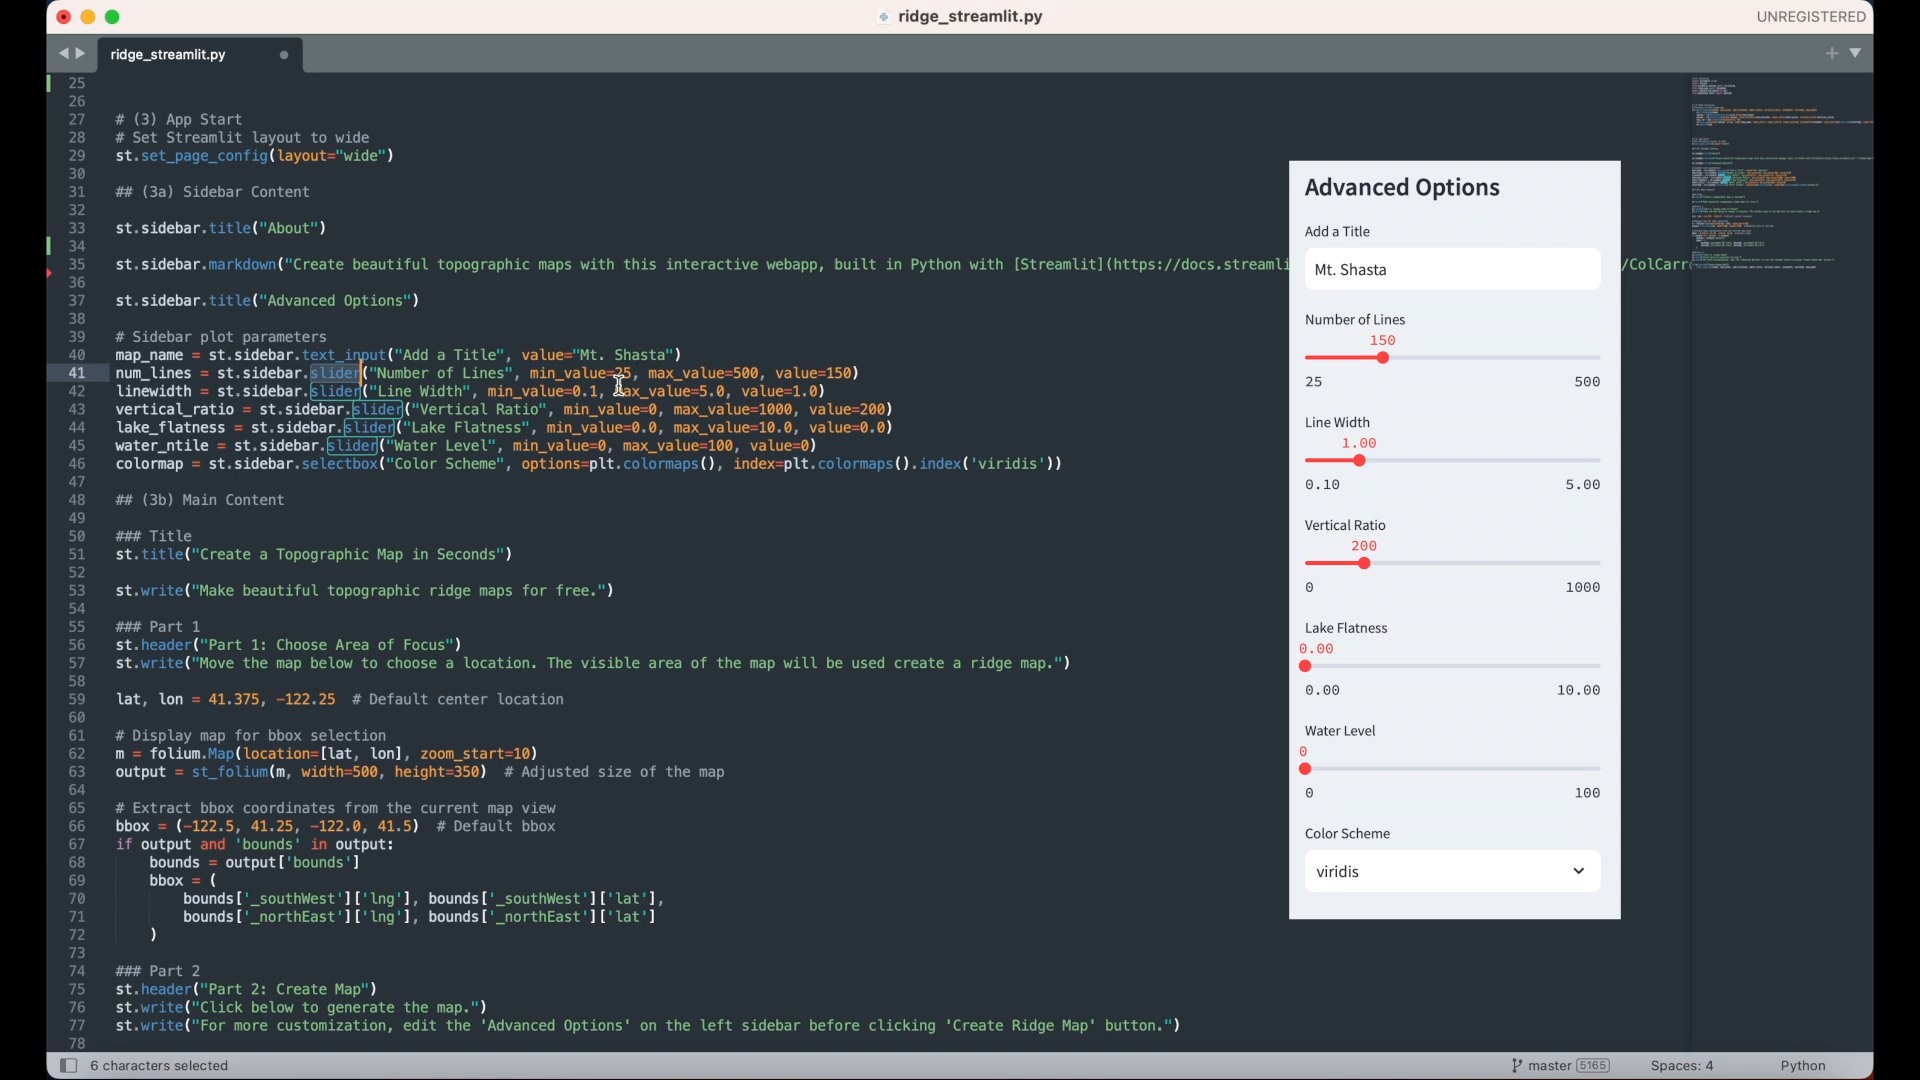 ridge_streamlit.py
UNREGISTERED
ridge_streamlit.py
25
26
27 # (3) App Start
28 # Set Streamlit layout to wide
29 st.set_page_config(layout="wide")
30
31 ## (3a) Sidebar Content
32
33 st.sidebar.title("About")
34
35 st.sidebar.markdown("Create beautiful topographic maps with this interactive webapp, built in Python with [Streamlit](https://docs.streamli /ColCarr
36
37 st.sidebar.title("Advanced Options")
38
39 # Sidebar plot parameters
40 map_name = st.sidebar.text_input("Add a Title", value="Mt. Shasta")
41 num_lines = st.sidebar.slider("Number of Lines", min_value=25, max_value=500, value=150)
42 linewidth = st.sidebar.slider("Line Width", min_value=0.1, max_value=5.0, value=1.0)
43 vertical_ratio = st.sidebar.slider("Vertical Ratio", min_value=0, max_value=1000, value=200)
44 lake_flatness = st.sidebar.slider("Lake Flatness", min_value=0.0, max_value=10.0, value=0.0)
45 water_ntile = st.sidebar.slider("Water Level", min_value=0, max_value=100, value=0)
46 colormap = st.sidebar.selectbox("Color Scheme", options=plt.colormaps(), index=plt.colormaps().index('viridis'))
47
48 ## (3b) Main Content
49
50 ### Title
51 st.title("Create a Topographic Map in Seconds")
52
53 st.write("Make beautiful topographic ridge maps for free.")
54
55 ### Part 1
56 st.header("Part 1: Choose Area of Focus")
57 st.write("Move the map below to choose a location. The visible area of the map will be used create a ridge map.")
58
59 lat, lon = 41.375, -122.25 # Default center location
60
61 # Display map for bbox selection
62 m = folium.Map(location=[lat, lon], zoom_start=10)
63 output = st_folium(m, width=500, height=350) # Adjusted size of the map
64
65 # Extract bbox coordinates from the current map view
66 bbox = (-122.5, 41.25, -122.0, 41.5) # Default bbox
67 if output and 'bounds' in output:
68 bounds = output['bounds']
69 bbox = (
70 bounds['_southWest']['lng'], bounds['_southWest']['lat'],
71 bounds['_northEast']['lng'], bounds['_northEast']['lat']
72 )
73
74 ### Part 2
75 st.header("Part 2: Create Map")
76 st.write("Click below to generate the map.")
77 st.write("For more customization, edit the 'Advanced Options' on the left sidebar before clicking 'Create Ridge Map' button.")
78
Advanced Options
Add a Title
Mt. Shasta
Number of Lines
150
25 500
Line Width
1.00
0.10 5.00
Vertical Ratio
200
0 1000
Lake Flatness
0.00
0.00 10.00
Water Level
0
0 100
Color Scheme
viridis
6 characters selected
master 5165
Spaces: 4
Python